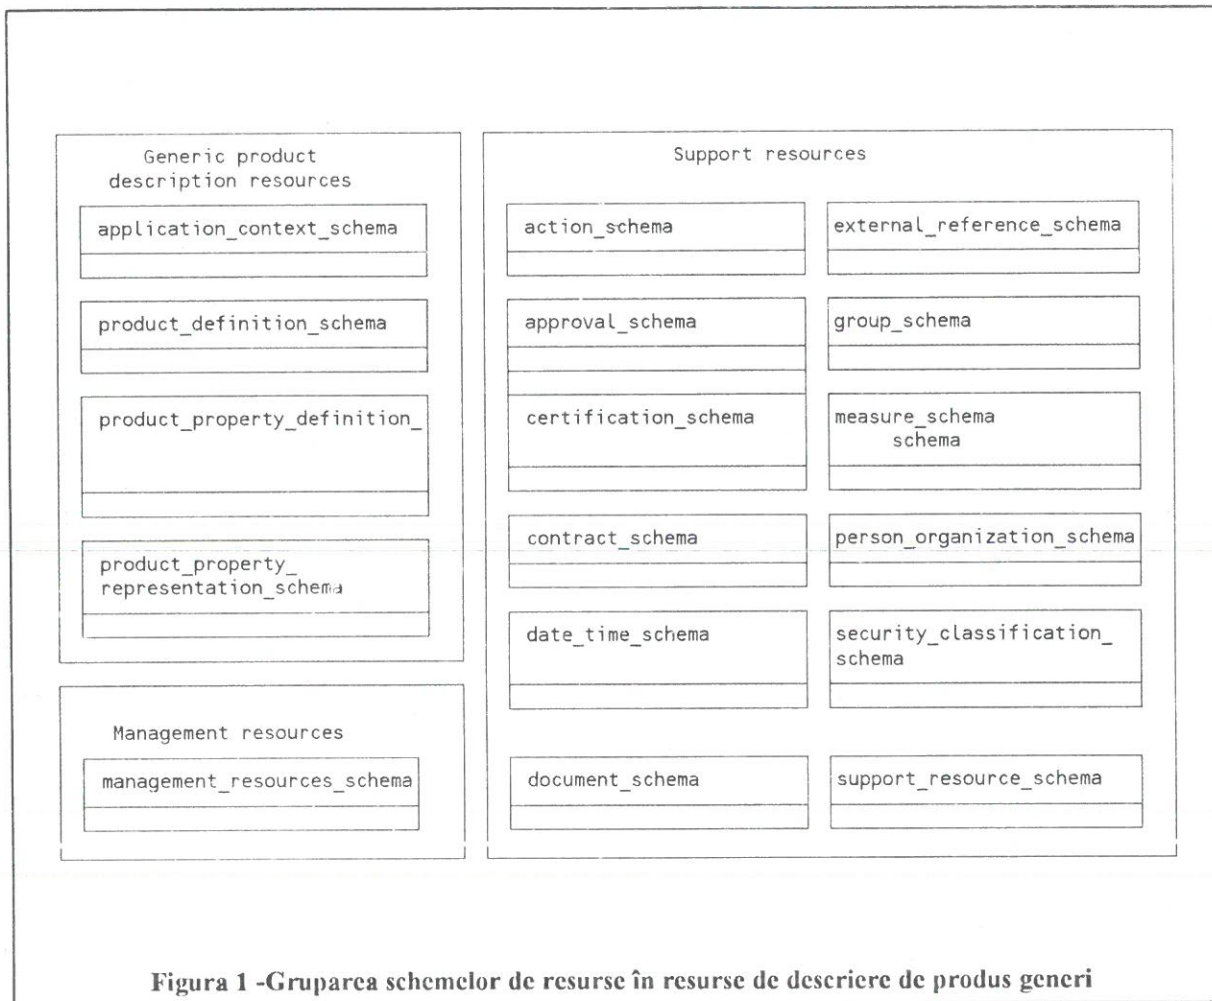 Generic product
description resources
application_context_schema
product_definition_schema
product_property_definition_
product_property_
representation_schema
Management resources
management_resources_schema
Support resources
action_schema
external_reference_schema
approval_schema
group_schema
certification_schema
measure_schema
schema
contract_schema
person_organization_schema
date_time_schema
security_classification_
schema
document_schema
support_resource_schema
Figura 1 -Gruparea schemelor de resurse în resurse de descriere de produs generi